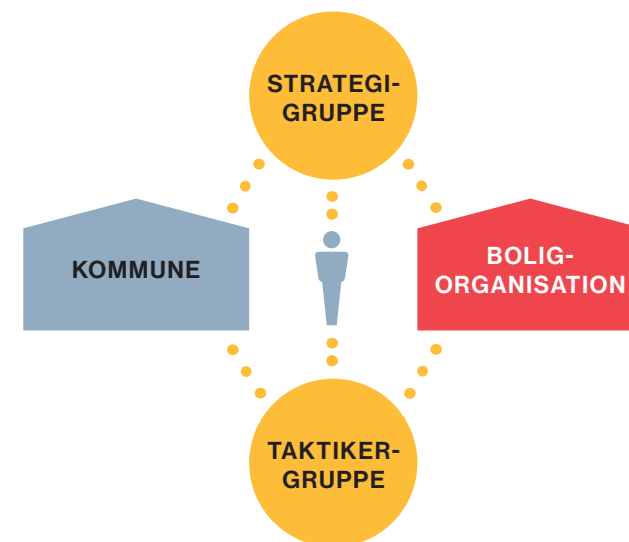 STRATEGI-
GRUPPE
KOMMUNE
BOLIG-
ORGANISATION
TAKTIKER-
GRUPPE